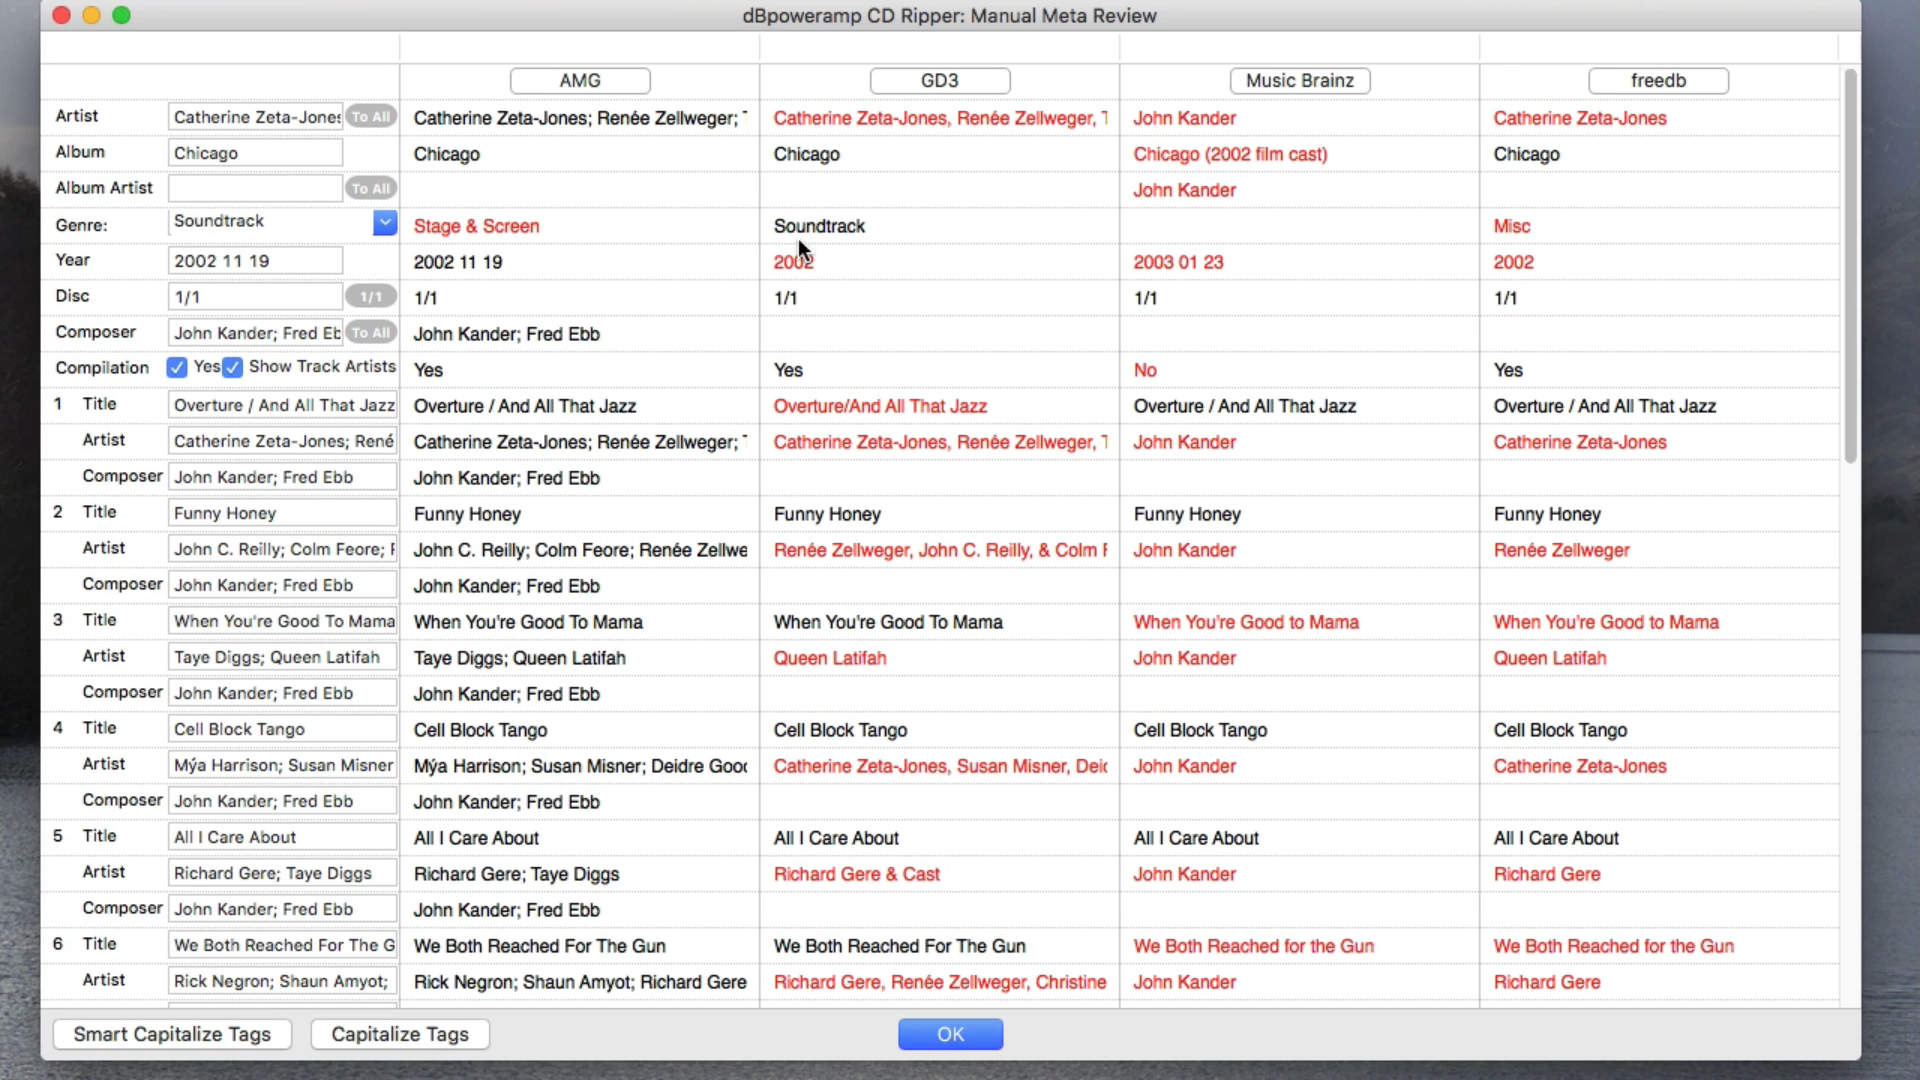 dBpoweramp CD Ripper: Manual Meta Review
AMG GD3 Music Brainz freedb
Artist Catherine Zeta-Jones To All Catherine Zeta-Jones; Renée Zellweger; Catherine Zeta-Jones, Renée Zellweger, John Kander Catherine Zeta-Jones
Album Chicago Chicago Chicago Chicago (2002 film cast) Chicago
Album Artist To All John Kander
Genre: Soundtrack Stage & Screen Soundtrack Misc
Year 2002 11 19 2002 11 19 2002 2003 01 23 2002
Disc 1/1 1/1 1/1 1/1 1/1 1/1
Composer John Kander; Fred Eb To All John Kander; Fred Ebb
Compilation Yes Show Track Artists Yes Yes No Yes
1 Title Overture / And All That Jazz Overture / And All That Jazz Overture/And All That Jazz Overture / And All That Jazz Overture / And All That Jazz
Artist Catherine Zeta-Jones; René Catherine Zeta-Jones; Renée Zellweger; Catherine Zeta-Jones, Renée Zellweger, John Kander Catherine Zeta-Jones
Composer John Kander; Fred Ebb John Kander; Fred Ebb
2 Title Funny Honey Funny Honey Funny Honey Funny Honey Funny Honey
Artist John C. Reilly; Colm Feore; John C. Reilly; Colm Feore; Renée Zellwe Renée Zellweger, John C. Reilly, & Colm John Kander Renée Zellweger
Composer John Kander; Fred Ebb John Kander; Fred Ebb
3 Title When You're Good To Mama When You're Good To Mama When You're Good To Mama When You're Good to Mama When You're Good to Mama
Artist Taye Diggs; Queen Latifah Taye Diggs; Queen Latifah Queen Latifah John Kander Queen Latifah
Composer John Kander; Fred Ebb John Kander; Fred Ebb
4 Title Cell Block Tango Cell Block Tango Cell Block Tango Cell Block Tango Cell Block Tango
Artist Mýa Harrison; Susan Misner Mýa Harrison; Susan Misner; Deidre Gooc Catherine Zeta-Jones, Susan Misner, Deic John Kander Catherine Zeta-Jones
Composer John Kander; Fred Ebb John Kander; Fred Ebb
5 Title All I Care About All I Care About All I Care About All I Care About All I Care About
Artist Richard Gere; Taye Diggs Richard Gere; Taye Diggs Richard Gere & Cast John Kander Richard Gere
Composer John Kander; Fred Ebb John Kander; Fred Ebb
6 Title We Both Reached For The G We Both Reached For The Gun We Both Reached For The Gun We Both Reached for the Gun We Both Reached for the Gun
Artist Rick Negron; Shaun Amyot; Rick Negron; Shaun Amyot; Richard Gere Richard Gere, Renée Zellweger, Christine John Kander Richard Gere
Smart Capitalize Tags Capitalize Tags OK